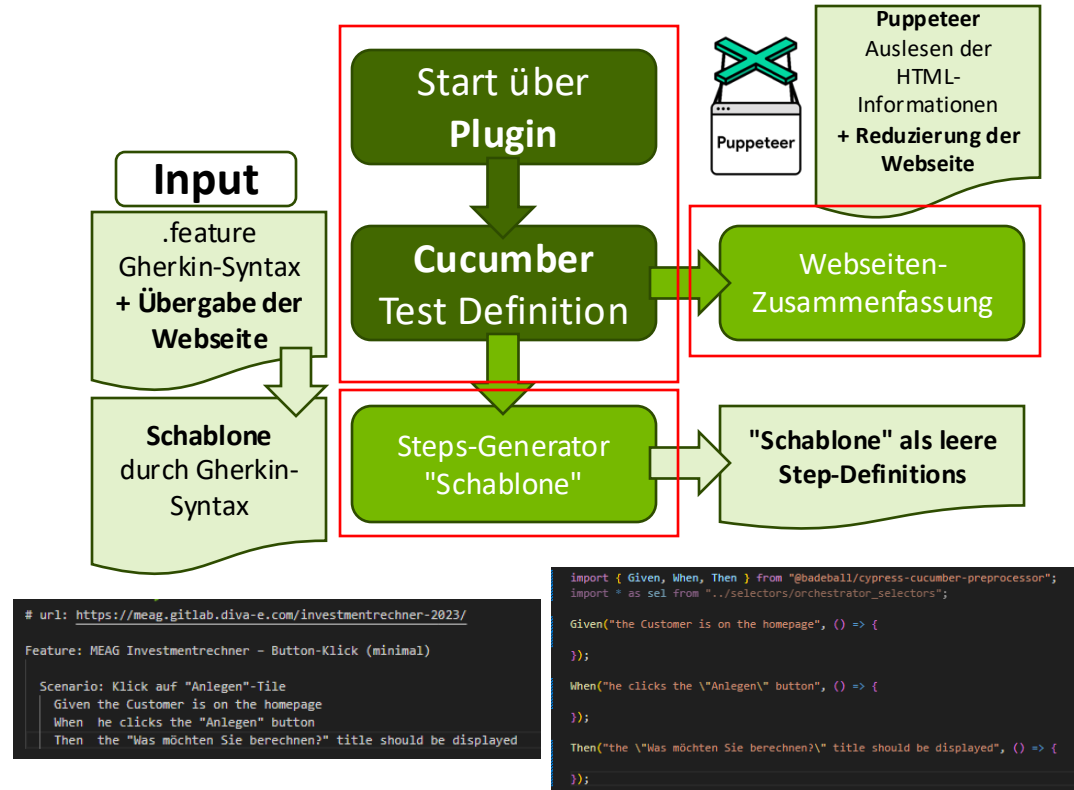 Start über
Plugin
Puppeteer
Puppeteer
Auslesen der
HTML-
Informationen
+ Reduzierung der
Webseite
Input
.feature
Gherkin-Syntax
+ Übergabe der
Webseite
Cucumber
Test Definition
Webseiten-
Zusammenfassung
Schablone
durch Gherkin-
Syntax
Steps-Generator
"Schablone"
"Schablone" als leere
Step-Definitions
# url: https://meag.gitlab.diva-e.com/investmentrechner-2023/
Feature: MEAG Investmentrechner – Button-Klick (minimal)
Scenario: Klick auf "Anlegen"-Tile
Given the Customer is on the homepage
When  he clicks the "Anlegen" button
Then  the "Was möchten Sie berechnen?" title should be displayed
import { Given, When, Then } from "@badeball/cypress-cucumber-preprocessor";
import * as sel from "../selectors/orchestrator_selectors";
Given("the Customer is on the homepage", () => {
});
When("he clicks the \"Anlegen\" button", () => {
});
Then("the \"Was möchten Sie berechnen?\" title should be displayed", () => {
});